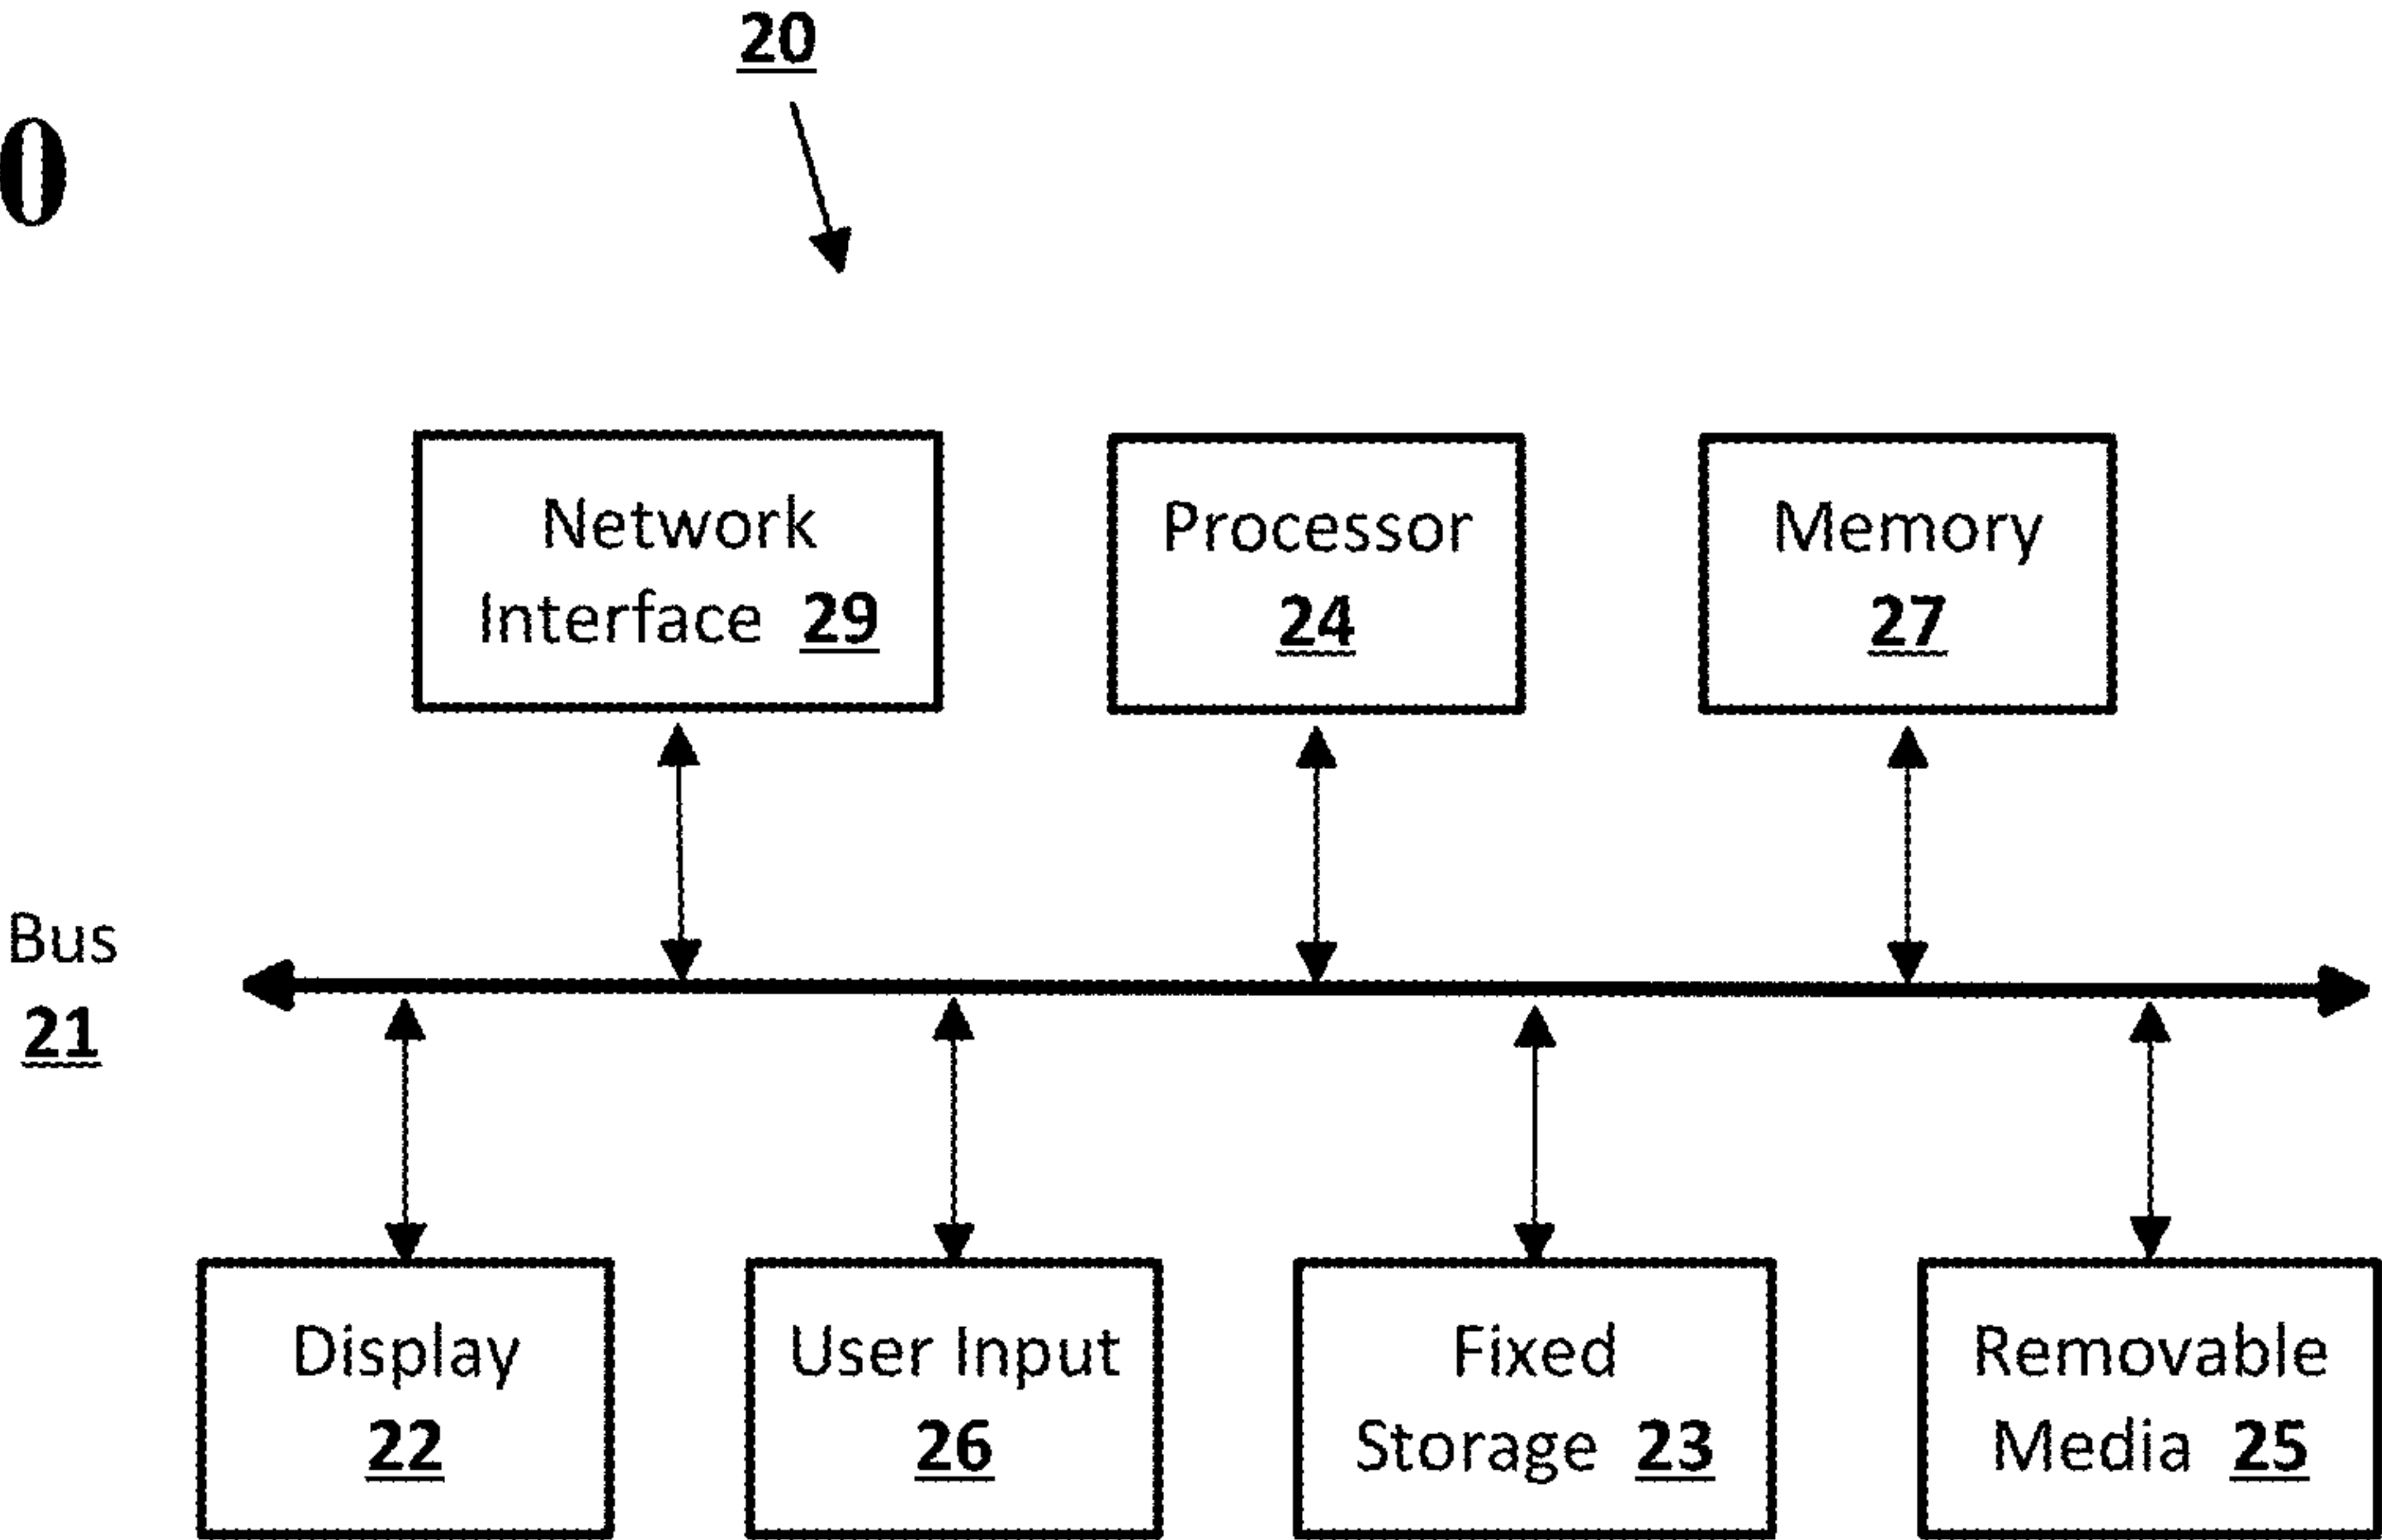 20
0
Network
Interface 29
Processor
24
Memory
27
Bus
21
Display
22
User Input
26
Fixed
Storage 23
Removable
Media 25